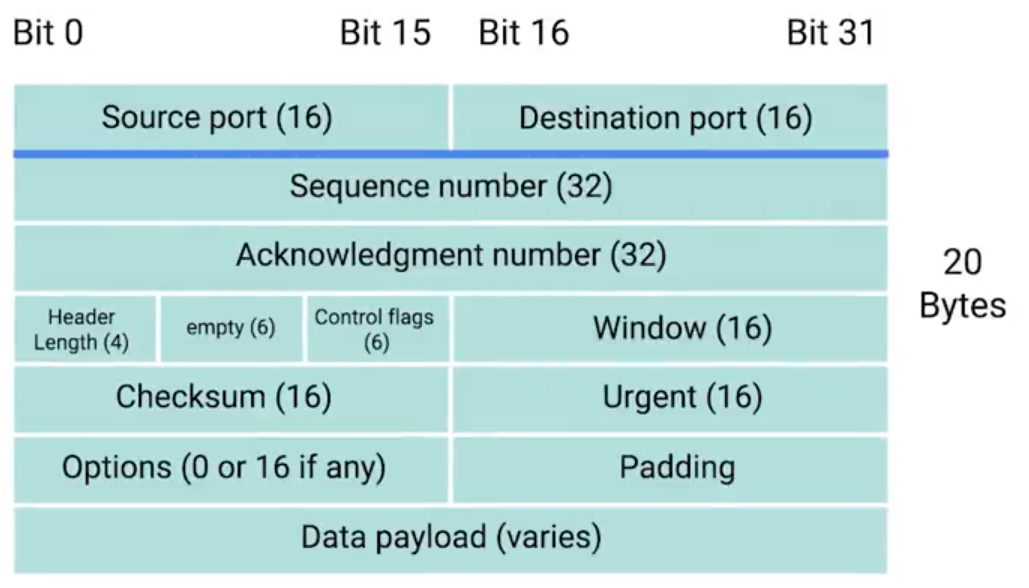 Bit 0 Bit 15 Bit 16 Bit 31
Source port (16) Destination port (16)
Sequence number (32)
Acknowledgment number (32)
20
Bytes
Header
Length (4)
empty (6)
Control flags
(6)
Window (16)
Checksum (16) Urgent (16)
Options (0 or 16 if any) Padding
Data payload (varies)